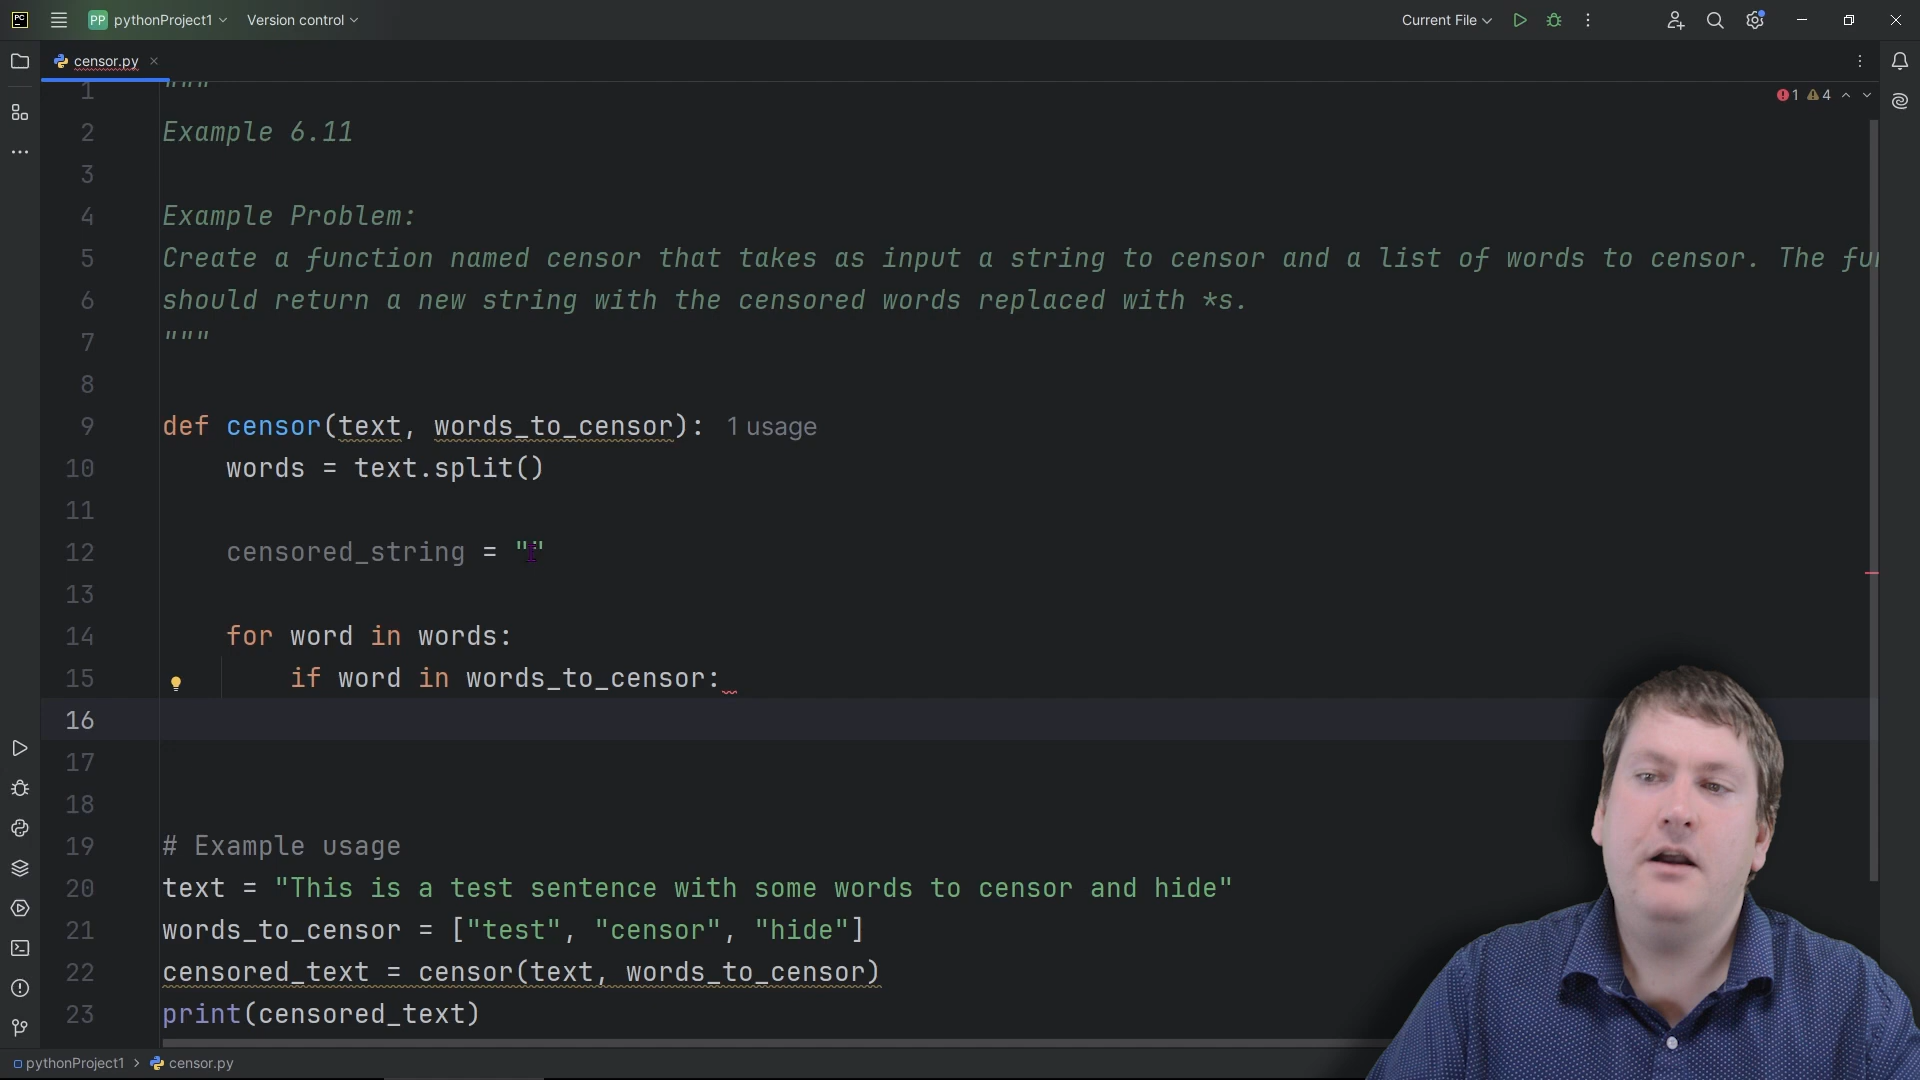 PC PP pythonProject1 Version control Current File
censor.py
1 """
1 4
2 Example 6.11
3
4 Example Problem:
5 Create a function named censor that takes as input a string to censor and a list of words to censor. The
6 should return a new string with the censored words replaced with *s.
7 """
8
9 def censor(text, words_to_censor): 1 usage
10 words = text.split()
11
12 censored_string = ""
13
14 for word in words:
15 if word in words_to_censor:
16
17
18
19 # Example usage
20 text = "This is a test sentence with some words to censor and hide"
21 words_to_censor = ["test", "censor", "hide"]
22 censored_text = censor(text, words_to_censor)
23 print(censored_text)
pythonProject1 > censor.py